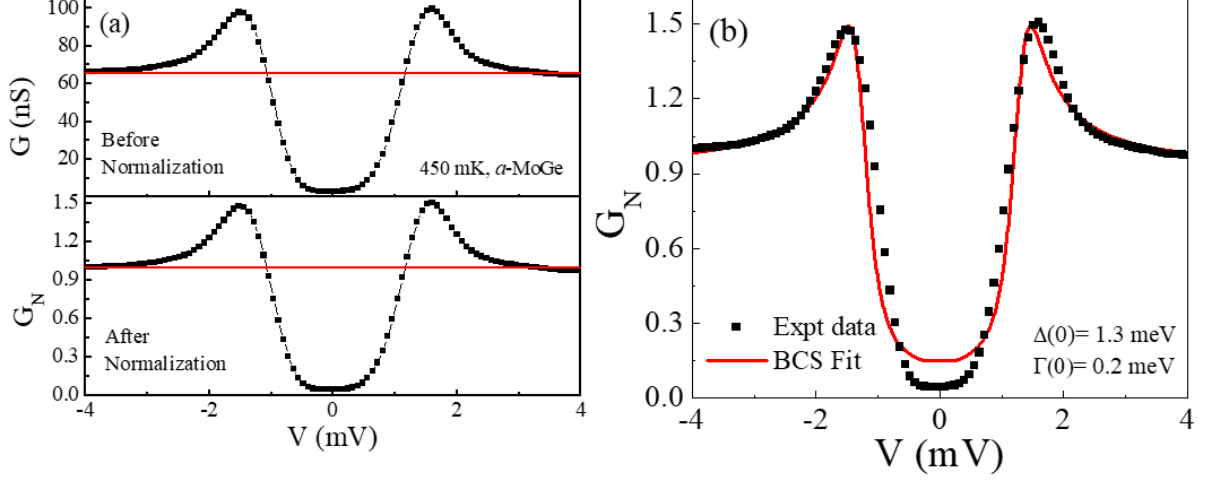 (a)
100
80
60
40
20
G (nS)
Before
Normalization
450 mK, α-MoGe
1.5
1.2
0.9
0.6
0.3
0.0
G_N
After
Normalization
-4
-2
0
2
4
V (mV)
(b)
1.5
1.2
0.9
0.6
0.3
0.0
G_N
Expt data
BCS Fit
Δ(0)= 1.3 meV
Γ(0)= 0.2 meV
-4
-2
0
2
4
V (mV)